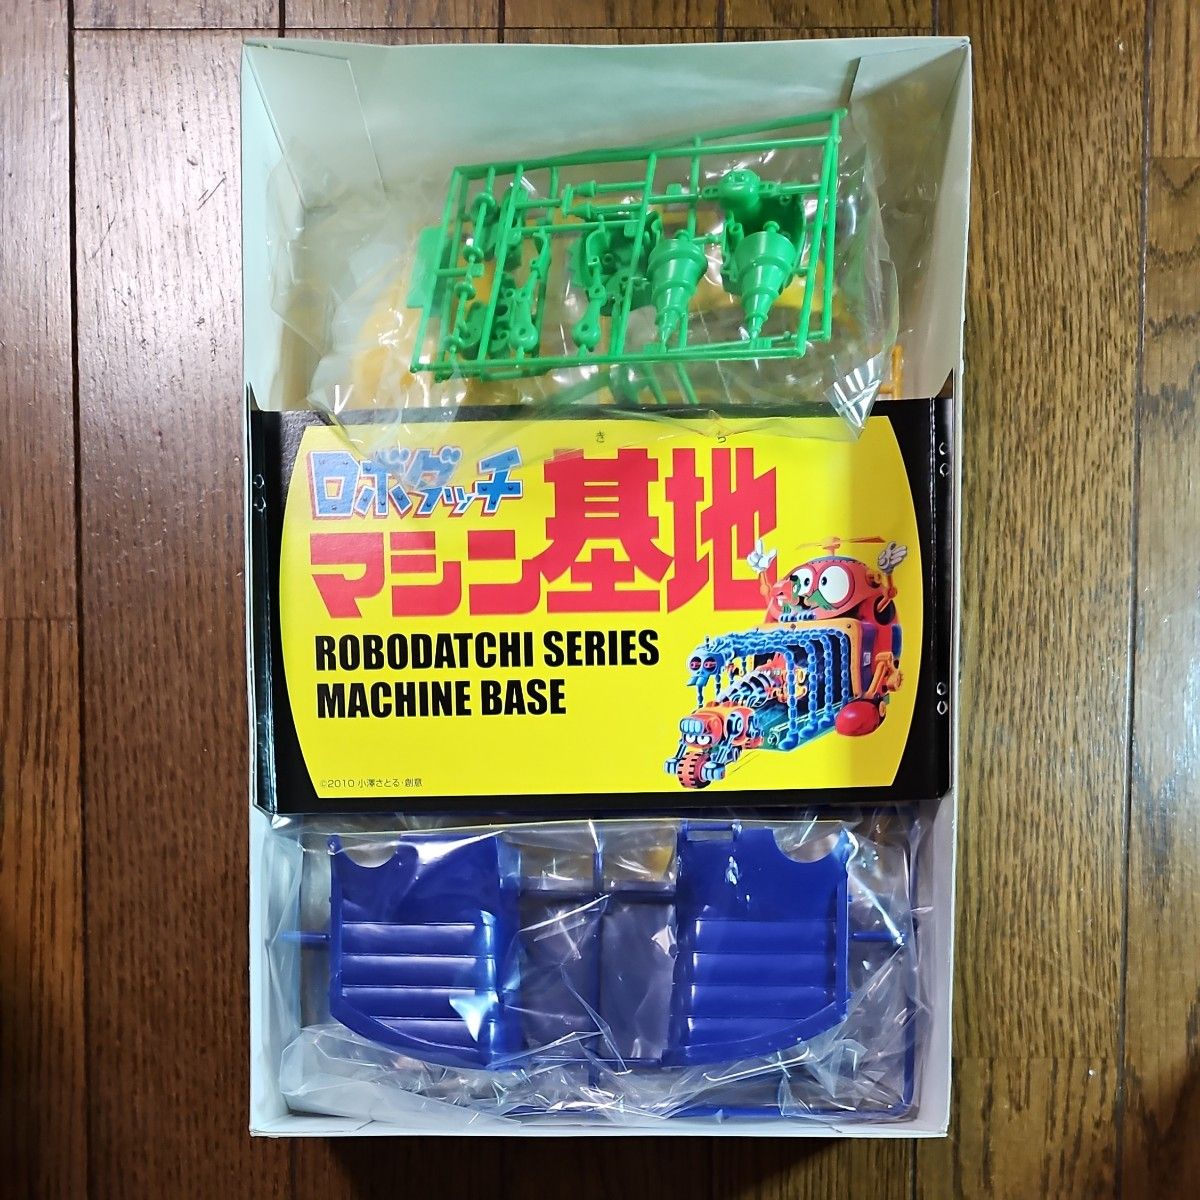 きち
ロボダッチ
マシン基地
ROBODATCHI SERIES
MACHINE BASE
©2010 小澤さとる・創意